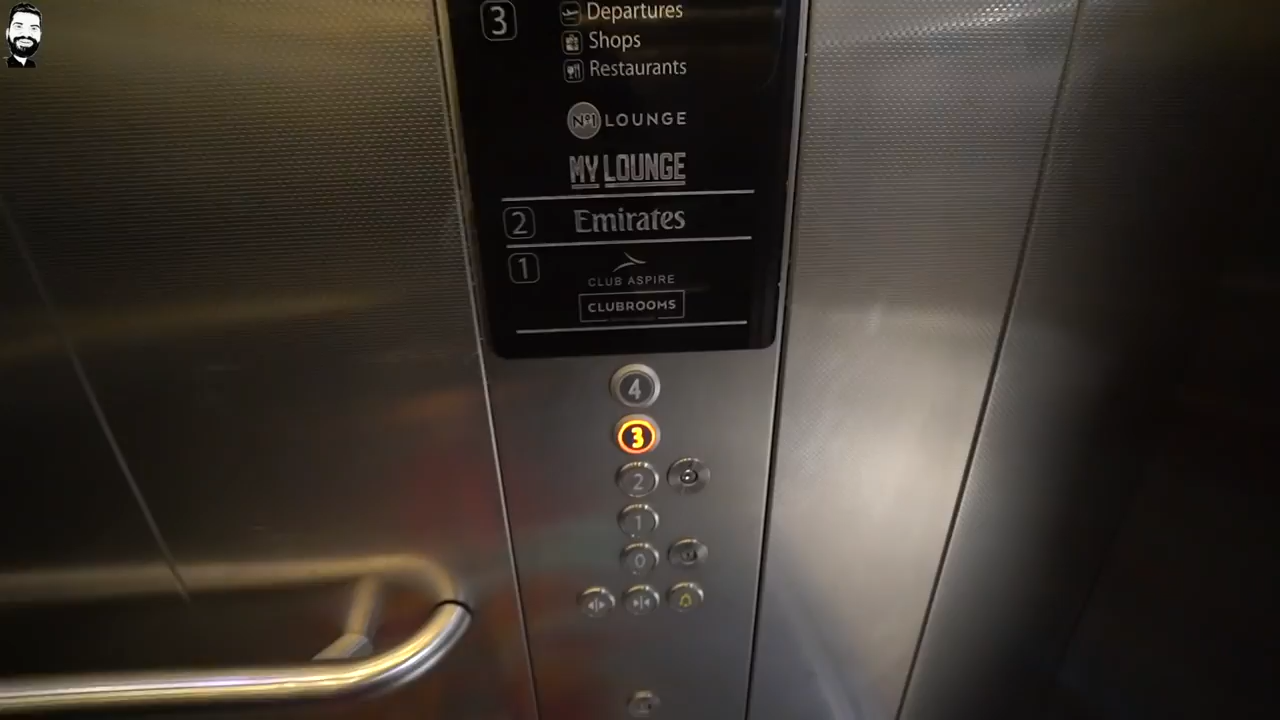 3 Departures
Shops
Restaurants
Nº1 LOUNGE
MY LOUNGE
2 Emirates
1 CLUB ASPIRE
CLUBROOMS
4
3
2
1
0